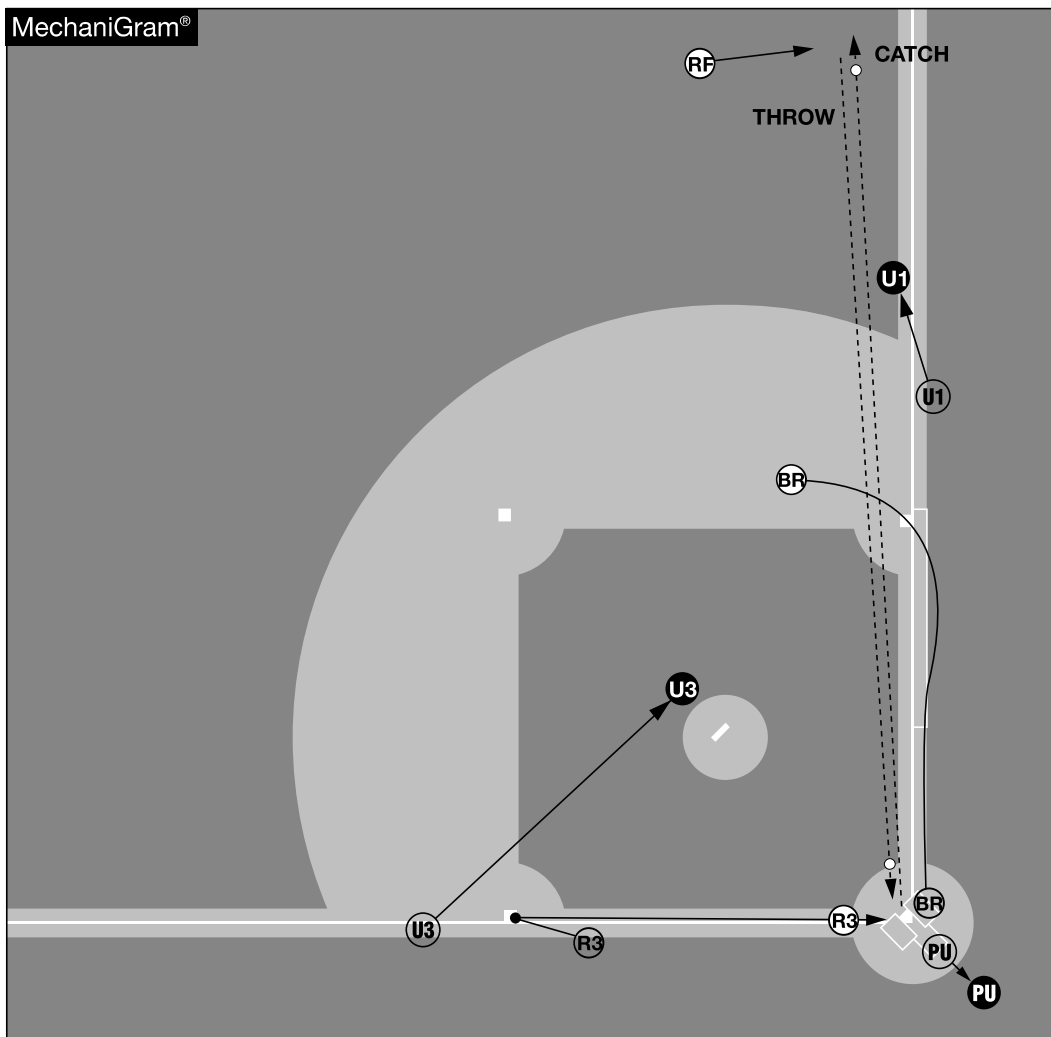 MechaniGram®
RF
CATCH
THROW
U1
U1
BR
U3
U3
R3
R3
BR
PU
PU